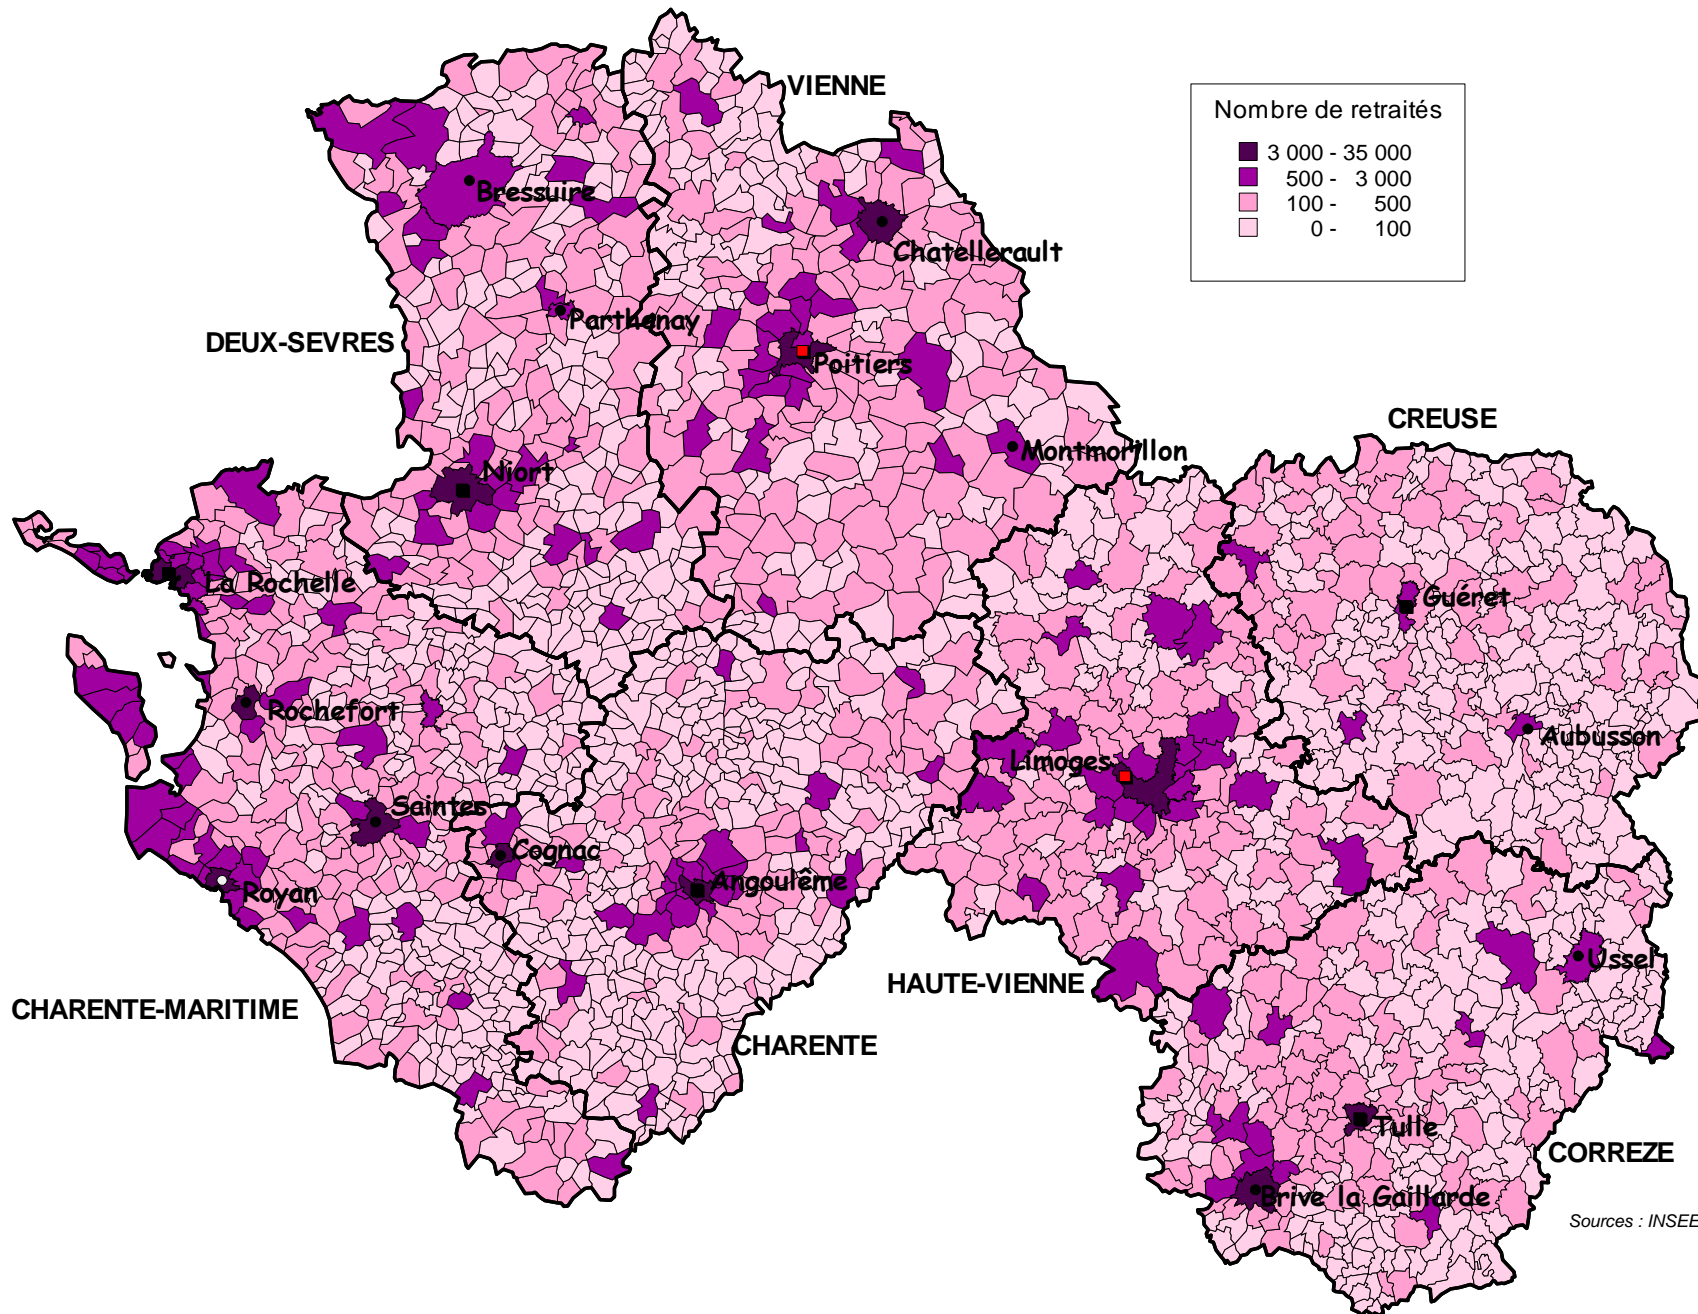 VIENNE
Nombre de retraités
3 000 - 35 000
500 - 3 000
100 - 500
0 - 100
Bressuire
Chatellerault
Parthenay
DEUX-SEVRES
Poitiers
CREUSE
Montmorillon
Niort
La Rochelle
Guéret
Rochefort
Aubusson
Limoges
Saintes
Cognac
Angoulême
Royan
Ussel
HAUTE-VIENNE
CHARENTE-MARITIME
CHARENTE
Tulle
CORREZE
Brive la Gaillarde
Sources : INSEE